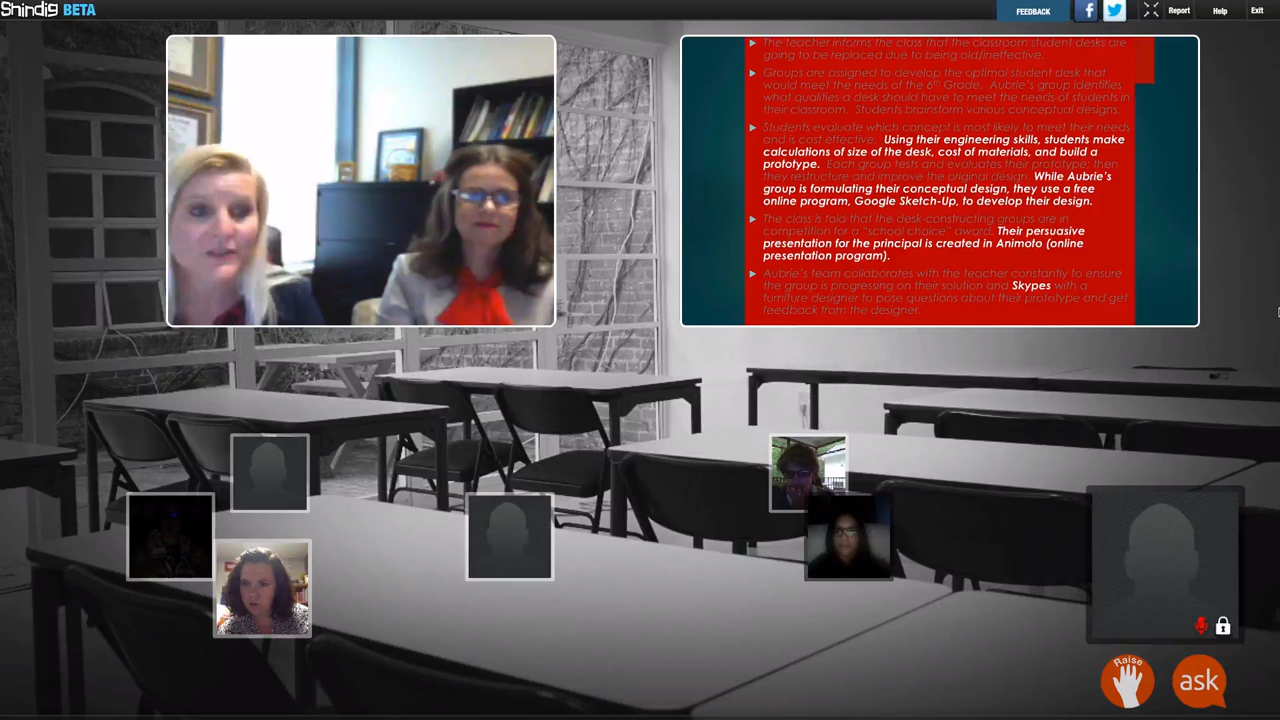 Shindig BETA
FEEDBACK
Report
Help
Exit
The teacher informs the class that the classroom student desks are
going to be replaced due to being old/ineffective.
Groups are assigned to develop the optimal student desk that
would meet the needs of the 6th Grade. Aubrie's group identifies
what qualifies a desk should have to meet the needs of students in
their classroom. Students brainstorm various conceptual designs.
Students evaluate which concept is most likely to meet their needs
and is cost effective. Using their engineering skills, students make
calculations of size of the desk, cost of materials, and build a
prototype. Each group tests and evaluates their prototype; then
they restructure and improve the original design. While Aubrie's
group is formulating their conceptual design, they use a free
online program, Google Sketch-Up, to develop their design.
The class is told that the desk-constructing groups are in
competition for a "school choice" award. Their persuasive
presentation for the principal is created in Animoto (online
presentation program).
Aubrie's team collaborates with the teacher constantly to ensure
the group is progressing on their solution and Skypes with a
furniture designer to pose questions about their prototype and get
feedback from the designer.
Raise
ask